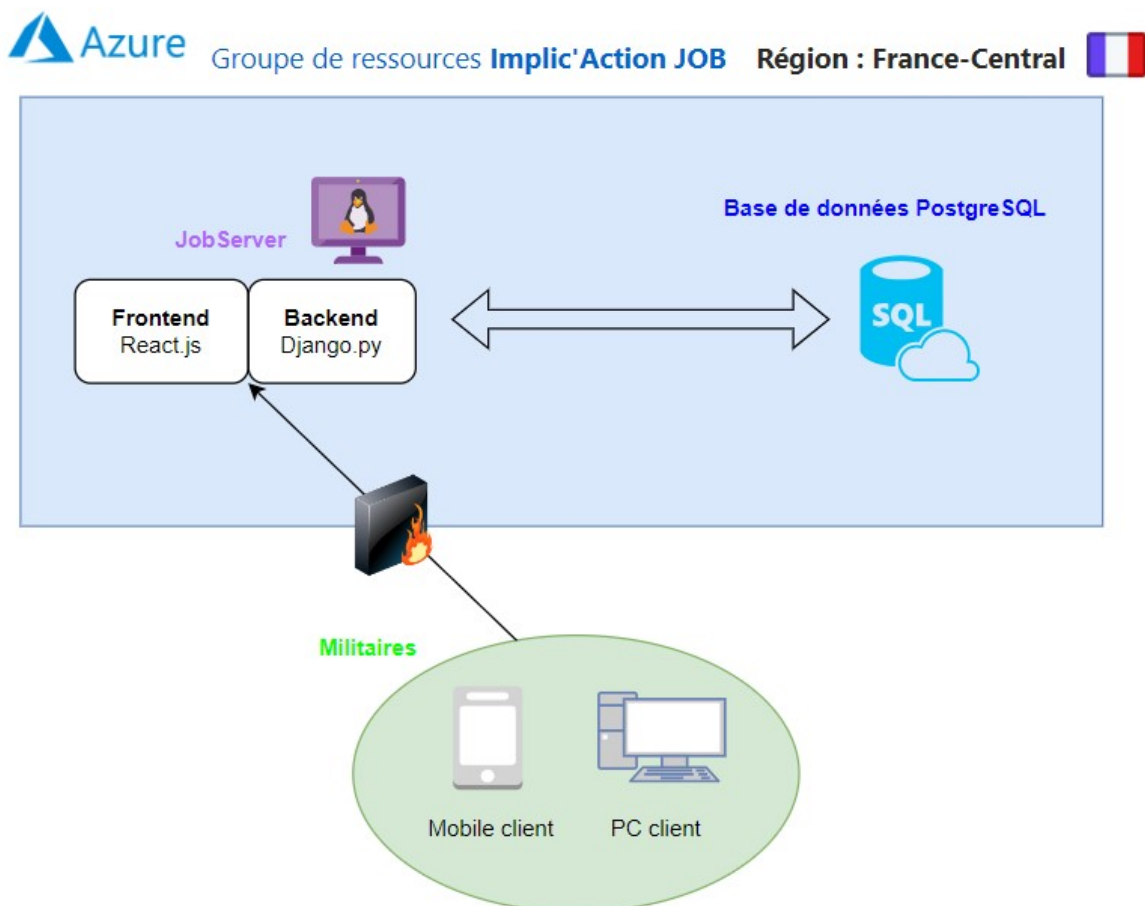 Azure
Groupe de ressources Implic'Action JOB Région : France-Central
Base de données PostgreSQL
JobServer
Frontend
React.js
Backend
Django.py
SQL
Militaires
Mobile client
PC client